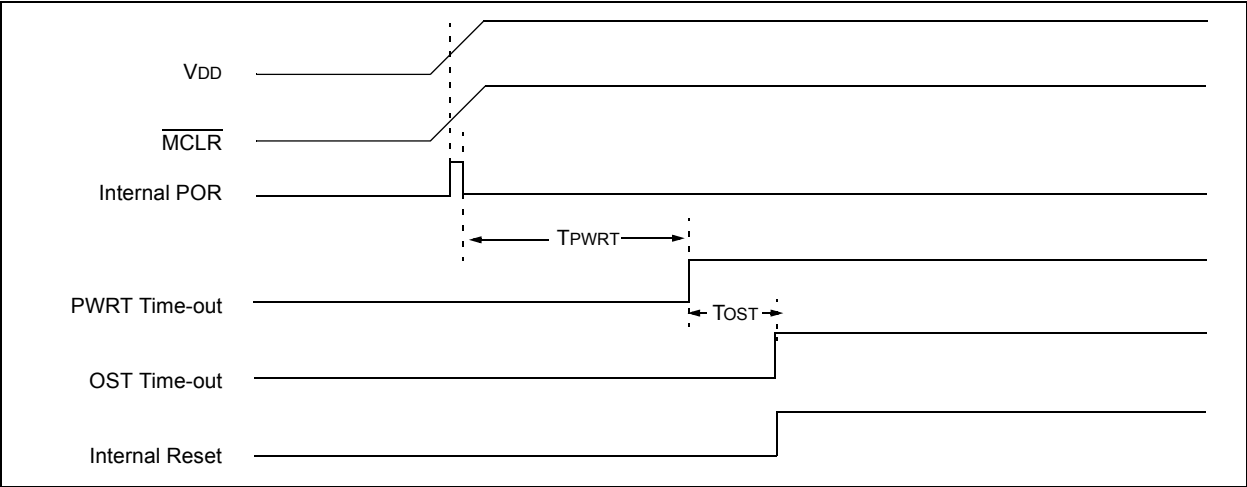 VDD
MCLR
Internal POR
TPWRT
PWRT Time-out
TOST
OST Time-out
Internal Reset